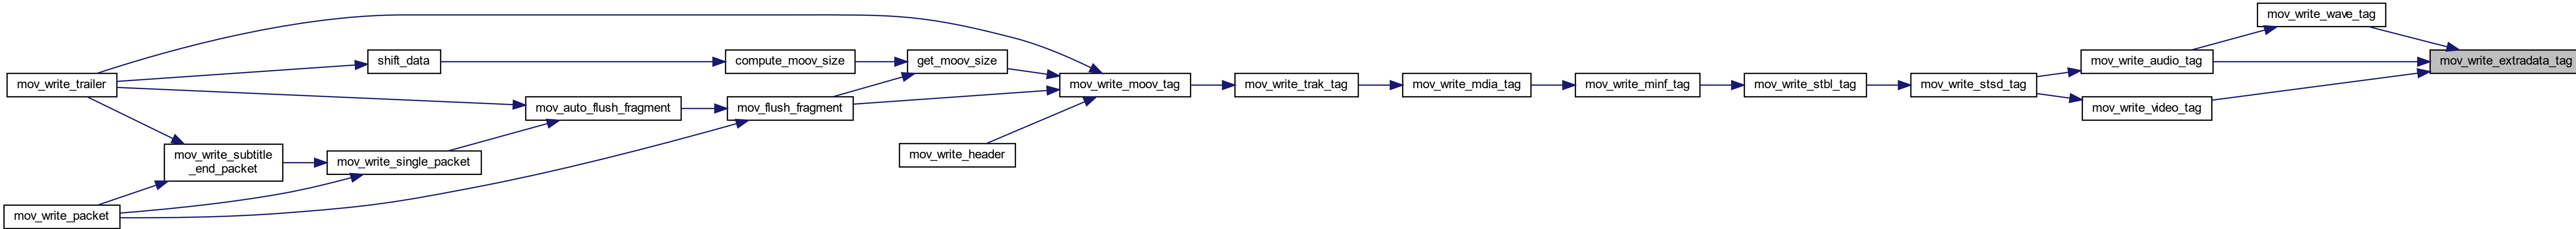 mov_write_wave_tag
mov_write_trailer
shift_data
compute_moov_size
get_moov_size
mov_write_audio_tag
mov_write_extradata_tag
mov_write_moov_tag
mov_write_trak_tag
mov_write_mdia_tag
mov_write_minf_tag
mov_write_stbl_tag
mov_write_stsd_tag
mov_auto_flush_fragment
mov_flush_fragment
mov_write_video_tag
mov_write_subtitle
_end_packet
mov_write_single_packet
mov_write_header
mov_write_packet